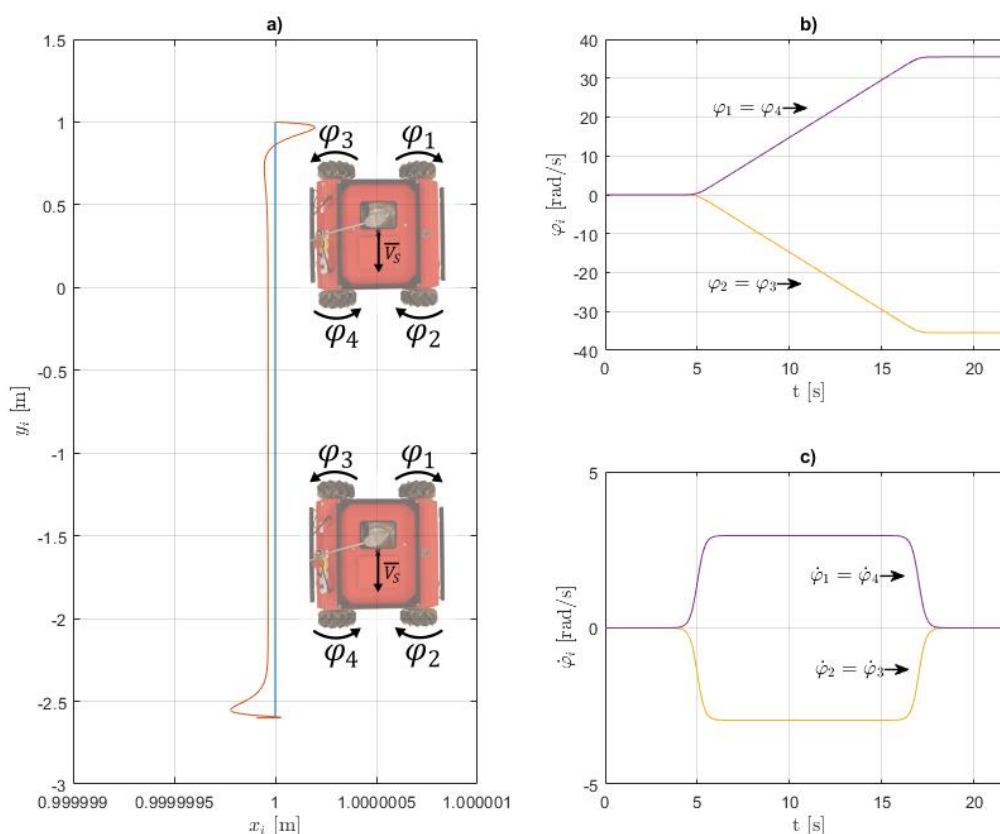 a)
1.5
1
0.5
0
-0.5
-1
-1.5
-2
-2.5
-3
0.999999
0.9999995
1
1.0000005
1.000001
y_i [m]
x_i [m]
φ3 φ1
V_S
φ4 φ2
φ3 φ1
V_S
φ4 φ2
b)
40
30
20
10
0
-10
-20
-30
-40
0 5 10 15 20
φ_i [rad/s]
t [s]
φ1 = φ4
φ2 = φ3
c)
5
0
-5
0 5 10 15 20
φ̇_i [rad/s]
t [s]
φ̇1 = φ̇4
φ̇2 = φ̇3